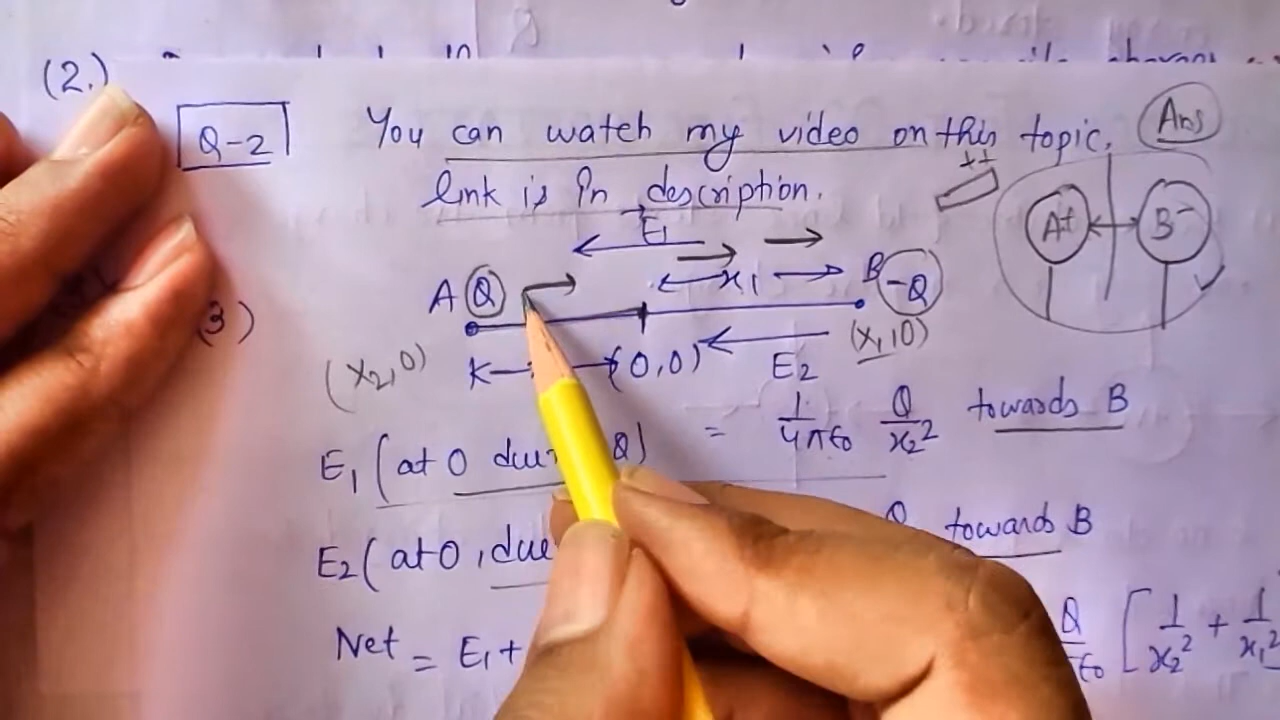 (2.)
Q-2 You can watch my video on this topic. Ans
link is in description.
++
A+ B-
E₁
x₁
A Q B -Q
(x₂,0) (0,0) E₂ (x₁,0)
3)
E₁ (at O due Q) = 1/4π∈₀ Q/x₂² towards B
E₂ (at O, due towards B
Net = E₁ + Q/∈₀ [1/x₂² + 1/x₁²